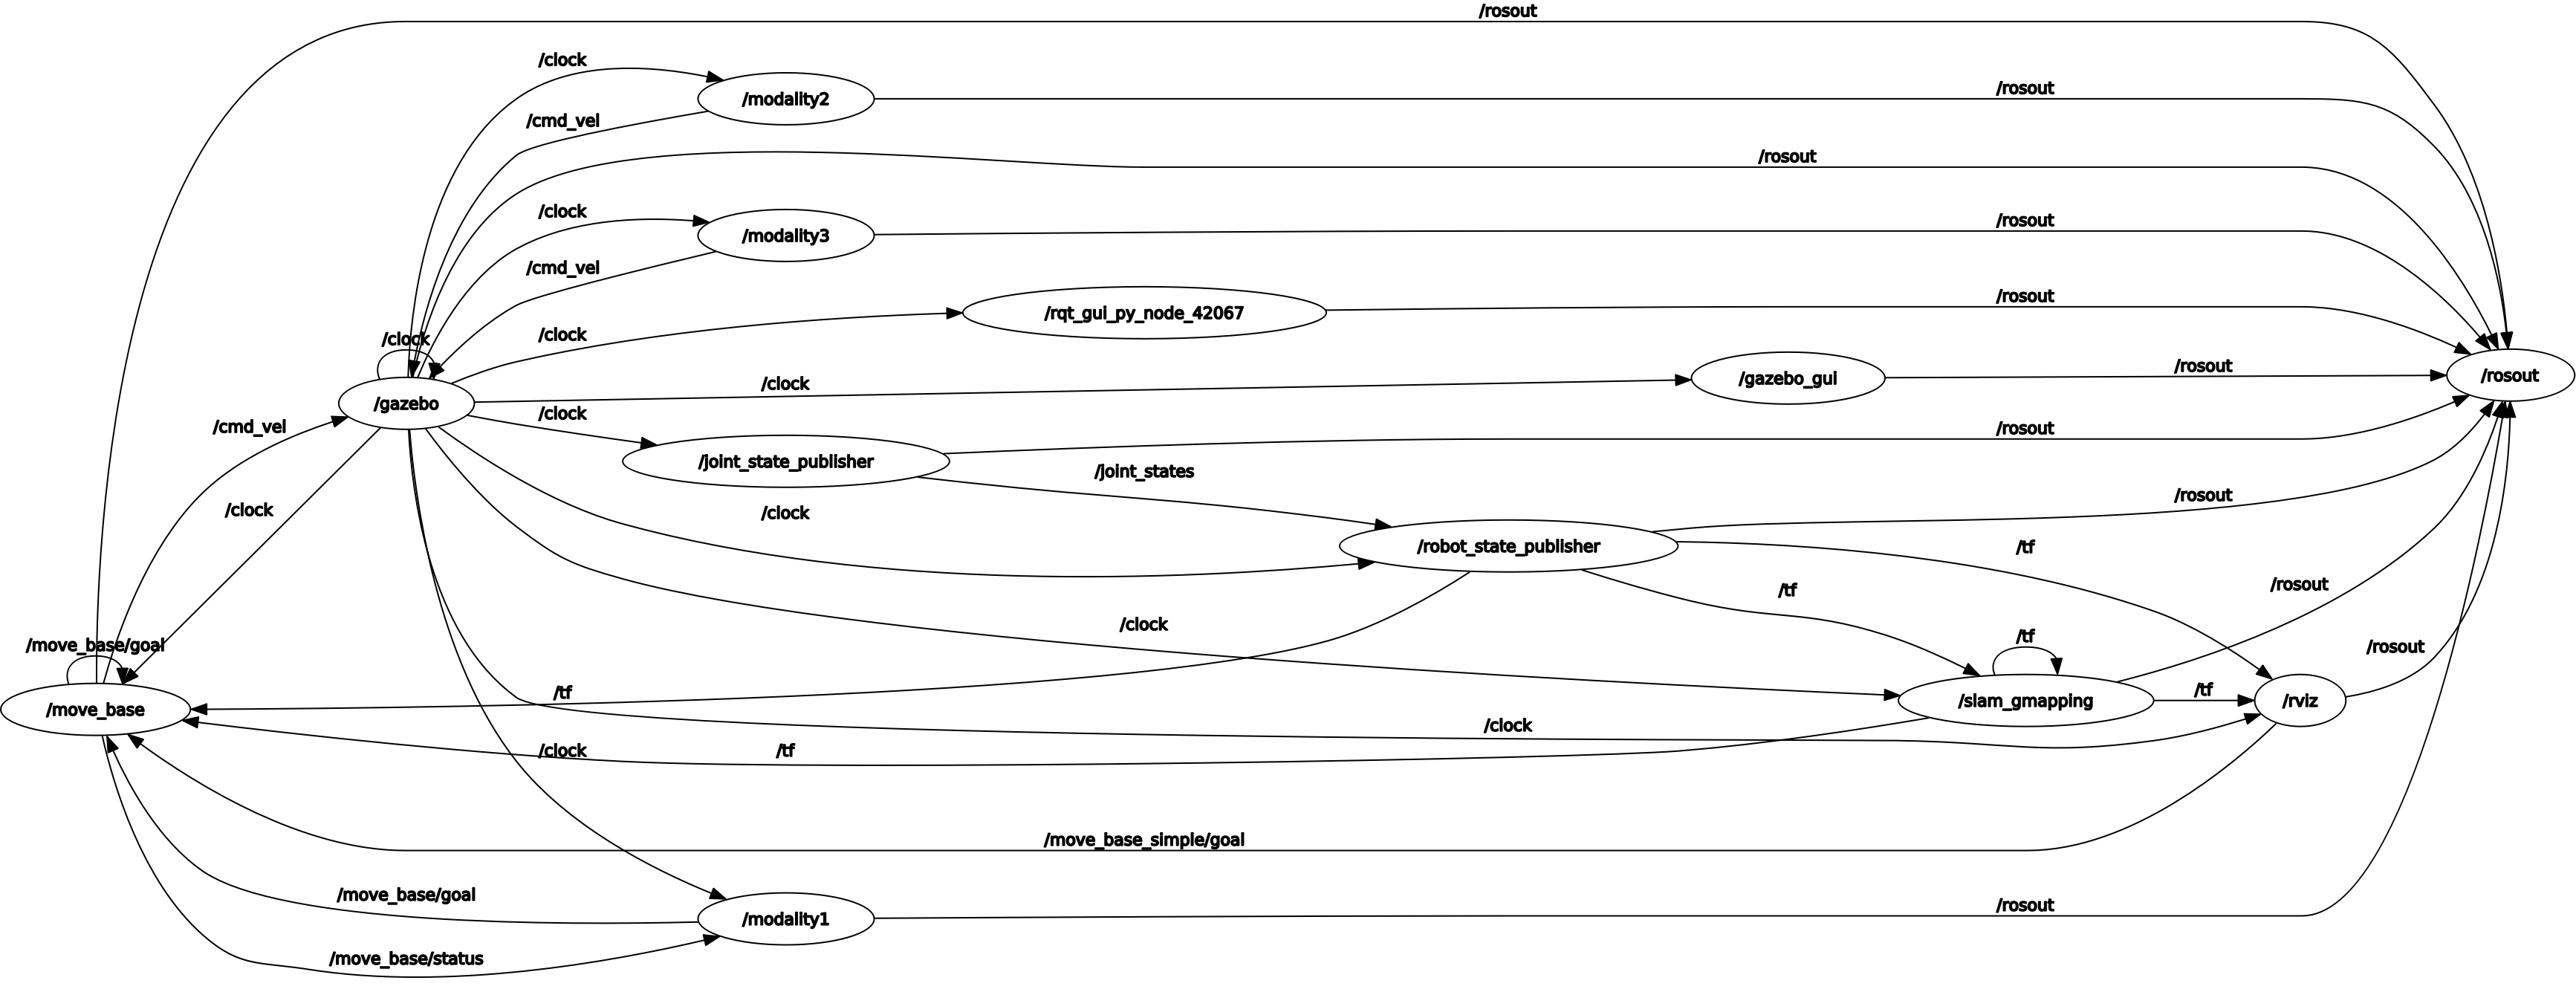 /rosout
/clock
/modality2
/rosout
/cmd_vel
/rosout
/clock
/modality3
/rosout
/cmd_vel
/rqt_gui_py_node_42067
/rosout
/clock
/clock
/gazebo_gui
/rosout
/rosout
/clock
/gazebo
/clock
/cmd_vel
/joint_state_publisher
/rosout
/joint_states
/clock
/clock
/rosout
/robot_state_publisher
/tf
/tf
/rosout
/clock
/tf
/move_base/goal
/rosout
/tf
/tf
/move_base
/slam_gmapping
/rviz
/clock
/clock
/tf
/move_base_simple/goal
/move_base/goal
/modality1
/rosout
/move_base/status